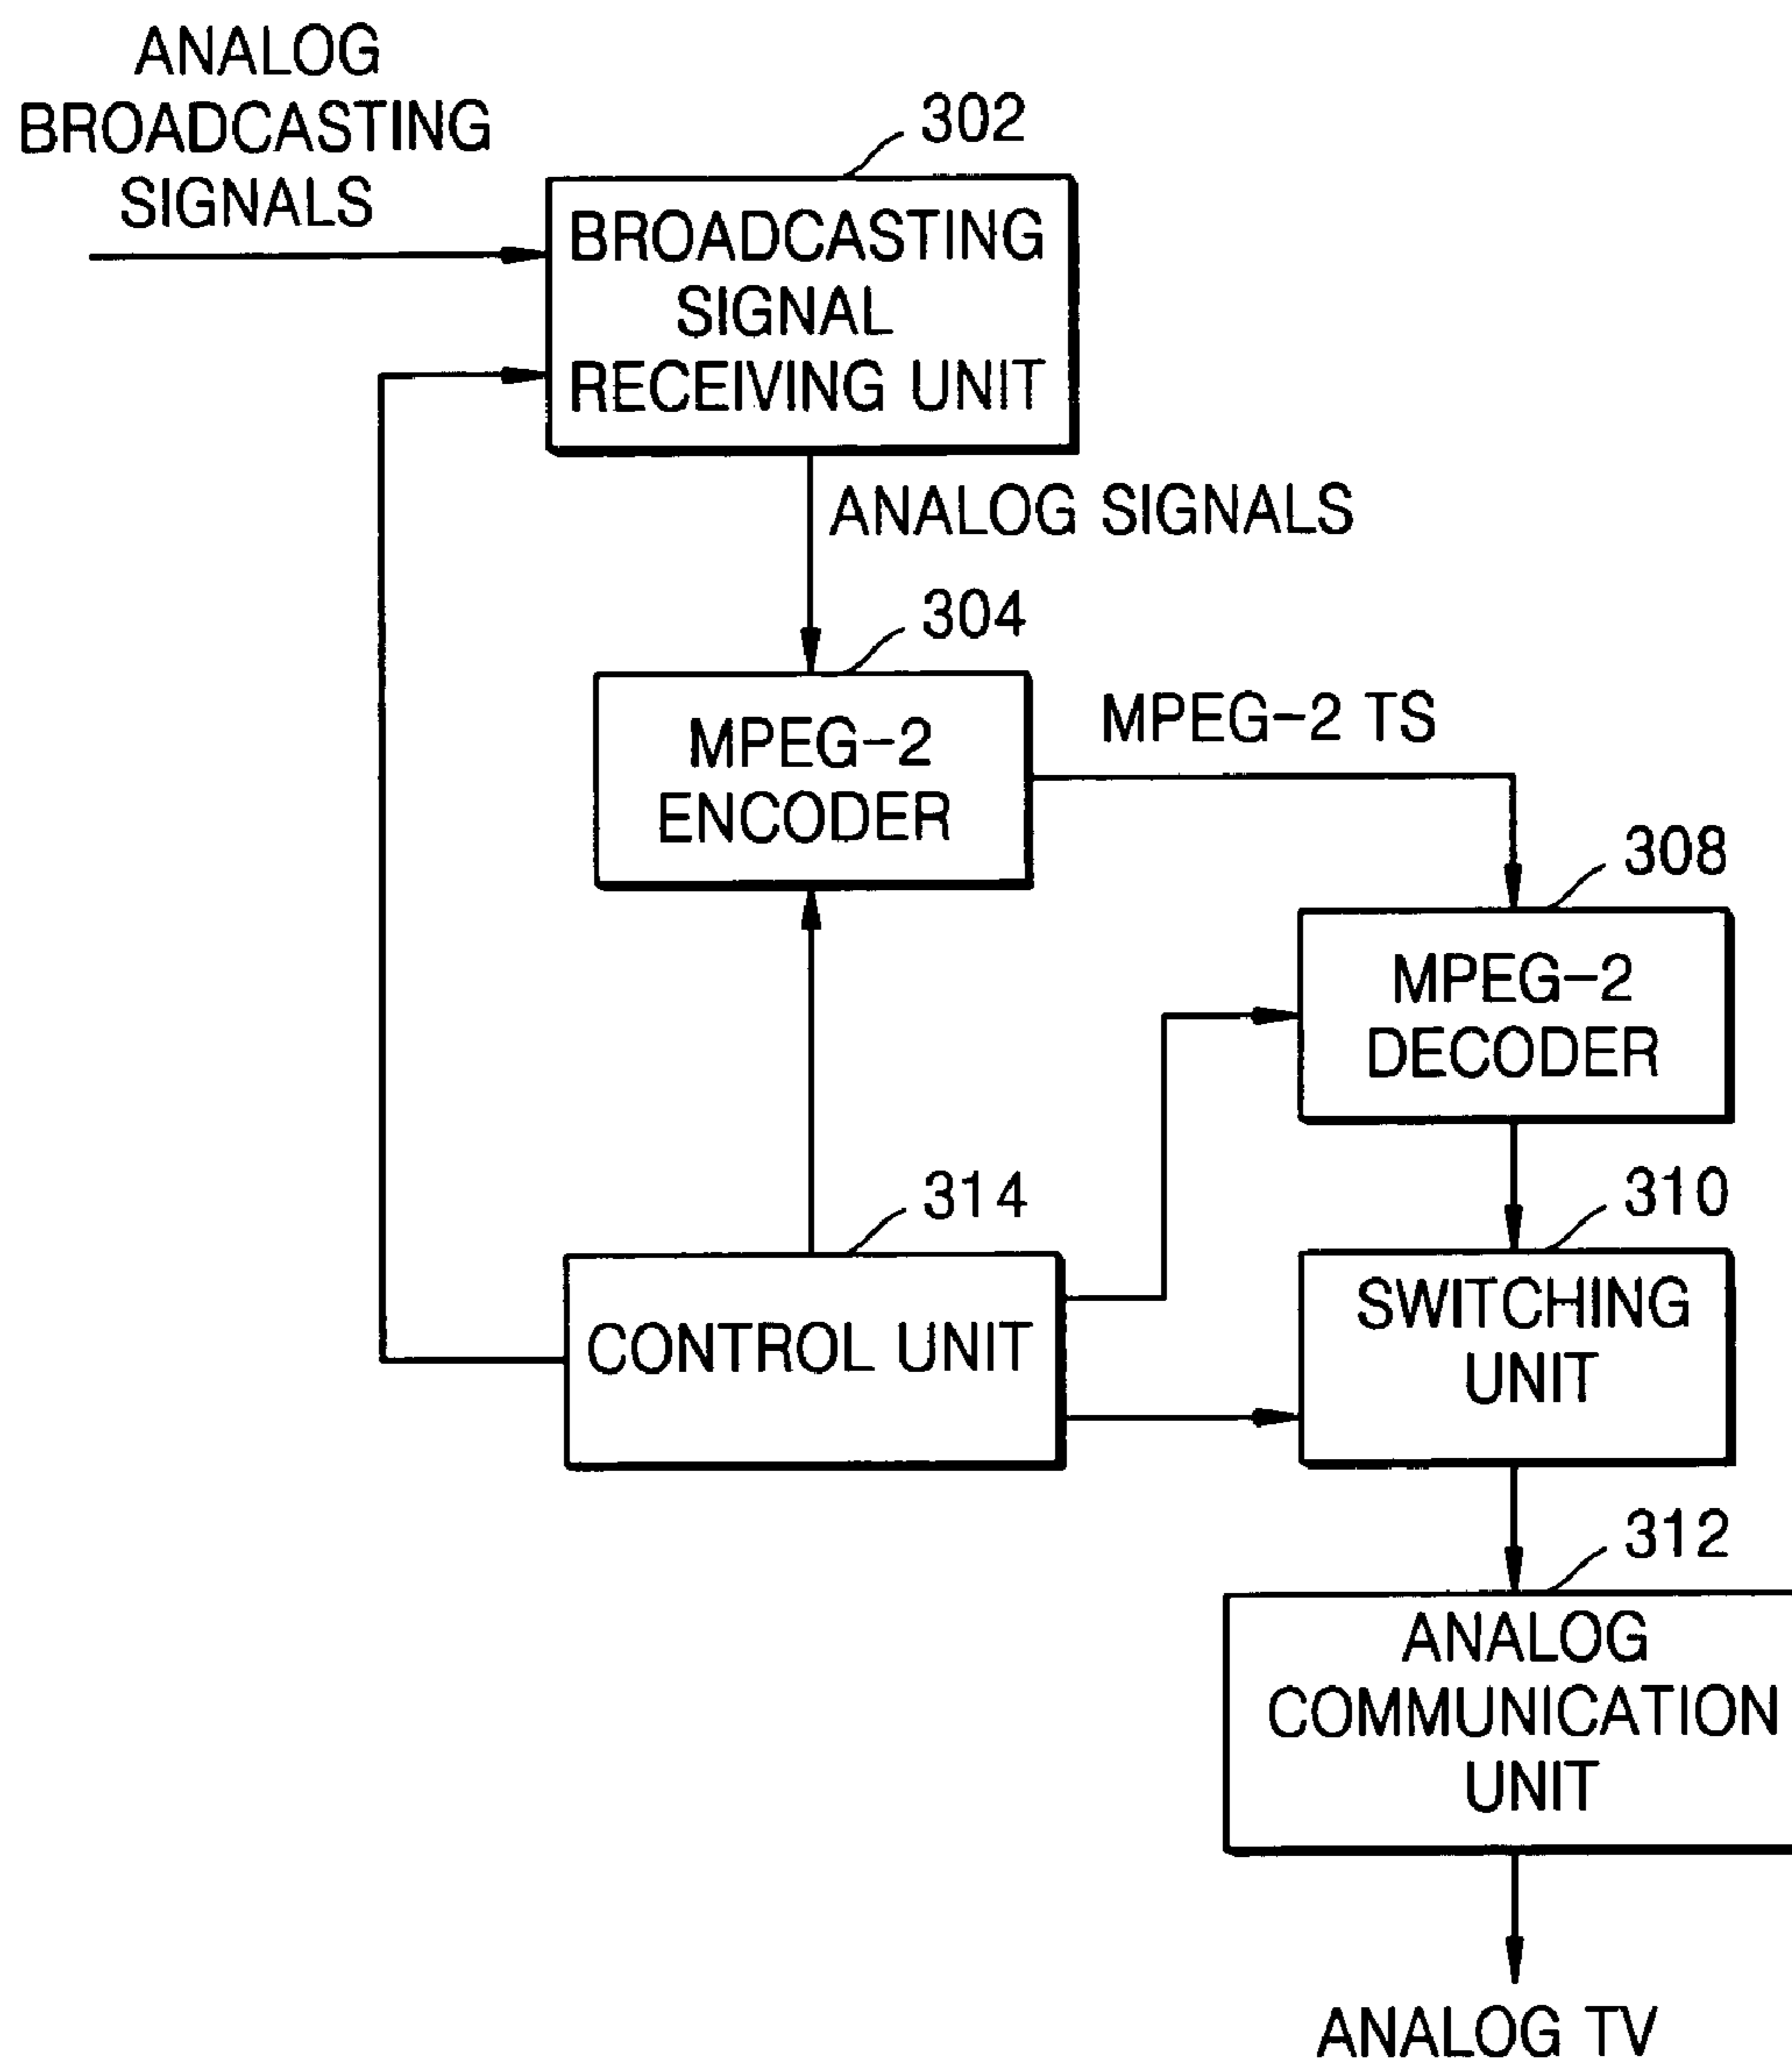 ANALOG
BROADCASTING
SIGNALS
302
BROADCASTING
SIGNAL
RECEIVING UNIT
ANALOG SIGNALS
304
MPEG-2
ENCODER
MPEG-2 TS
308
MPEG-2
DECODER
314
CONTROL UNIT
310
SWITCHING
UNIT
312
ANALOG
COMMUNICATION
UNIT
ANALOG TV